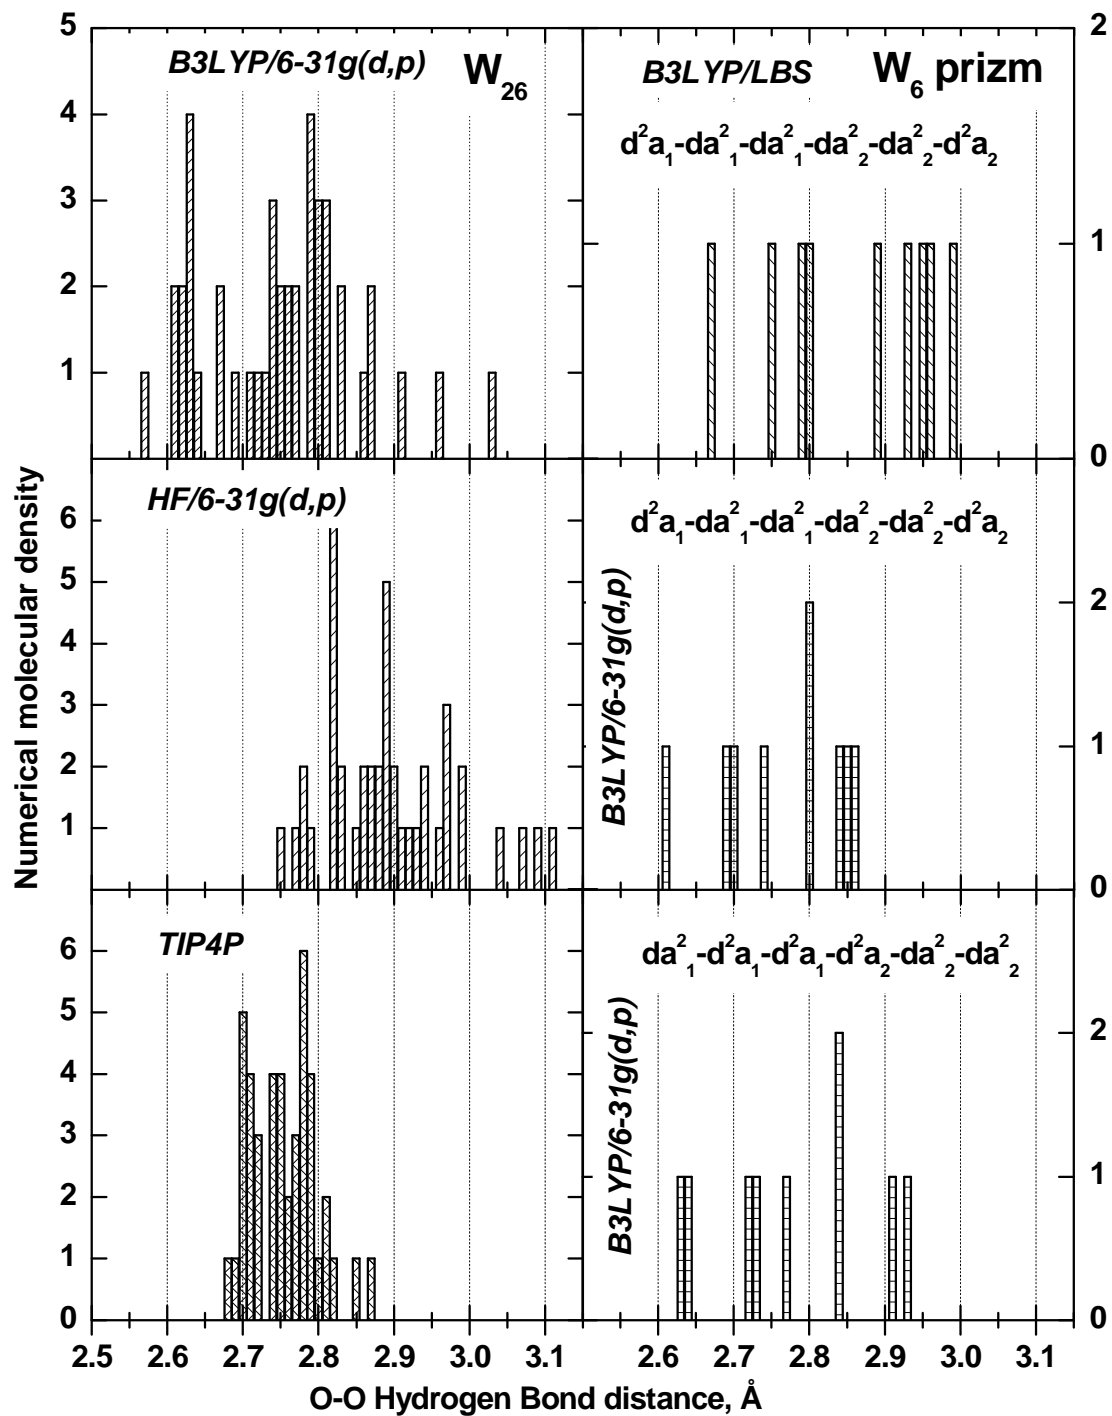 5
4
3
2
1
B3LYP/6-31g(d,p) W26
B3LYP/LBS W6 prizm
d²a₁-da²₁-da²₁-da²₂-da²₂-d²a₂
2
1
0
HF/6-31g(d,p)
6
5
4
3
2
1
d²a₁-da²₁-da²₁-da²₂-da²₂-d²a₂
B3LYP/6-31g(d,p)
2
1
0
Numerical molecular density
TIP4P
6
5
4
3
2
1
0
da²₁-d²a₁-d²a₁-d²a₂-da²₂-da²₂
B3LYP/6-31g(d,p)
2
1
0
2.5 2.6 2.7 2.8 2.9 3.0 3.1 2.6 2.7 2.8 2.9 3.0 3.1
O-O Hydrogen Bond distance, Å